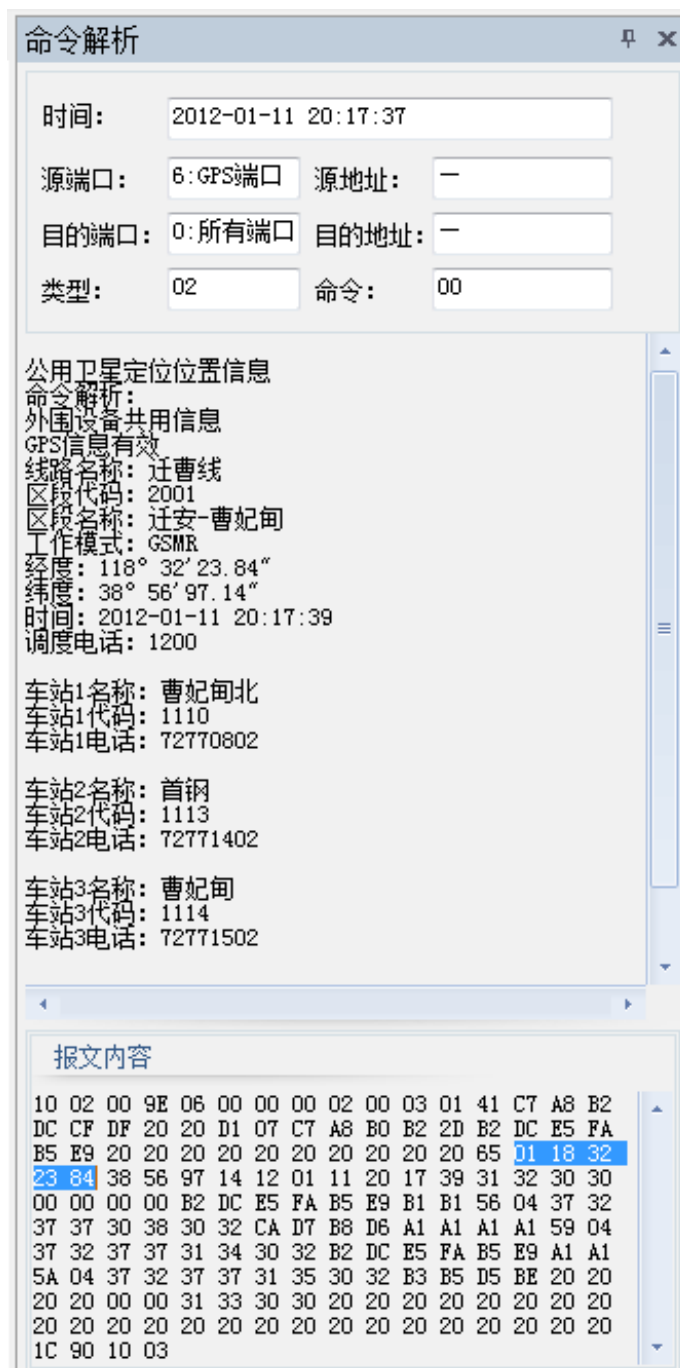 命令解析
时间： 2012-01-11 20:17:37
源端口： 6:GPS端口 源地址： —
目的端口： 0:所有端口 目的地址： —
类型： 02 命令： 00
公用卫星定位位置信息
命令解析：
外围设备共用信息
GPS信息有效
线路名称：迁曹线
区段代码：2001
区段名称：迁安-曹妃甸
工作模式：GSMR
经度：118° 32′23.84″
纬度：38° 56′97.14″
时间：2012-01-11 20:17:39
调度电话：1200
车站1名称：曹妃甸北
车站1代码：1110
车站1电话：72770802
车站2名称：首钢
车站2代码：1113
车站2电话：72771402
车站3名称：曹妃甸
车站3代码：1114
车站3电话：72771502
报文内容
10 02 00 9E 06 00 00 00 02 00 03 01 41 C7 A8 B2
DC CF DF 20 20 D1 07 C7 A8 B0 B2 2D B2 DC E5 FA
B5 E9 20 20 20 20 20 20 20 20 20 20 65 01 18 32
23 84 38 56 97 14 12 01 11 20 17 39 31 32 30 30
00 00 00 00 B2 DC E5 FA B5 E9 B1 B1 56 04 37 32
37 37 30 38 30 32 CA D7 B8 D6 A1 A1 A1 A1 59 04
37 32 37 37 31 34 30 32 B2 DC E5 FA B5 E9 A1 A1
5A 04 37 32 37 37 31 35 30 32 B3 B5 D5 BE 20 20
20 20 00 00 31 33 30 30 20 20 20 20 20 20 20 20
20 20 20 20 20 20 20 20 20 20 20 20 20 20 20 20
1C 90 10 03